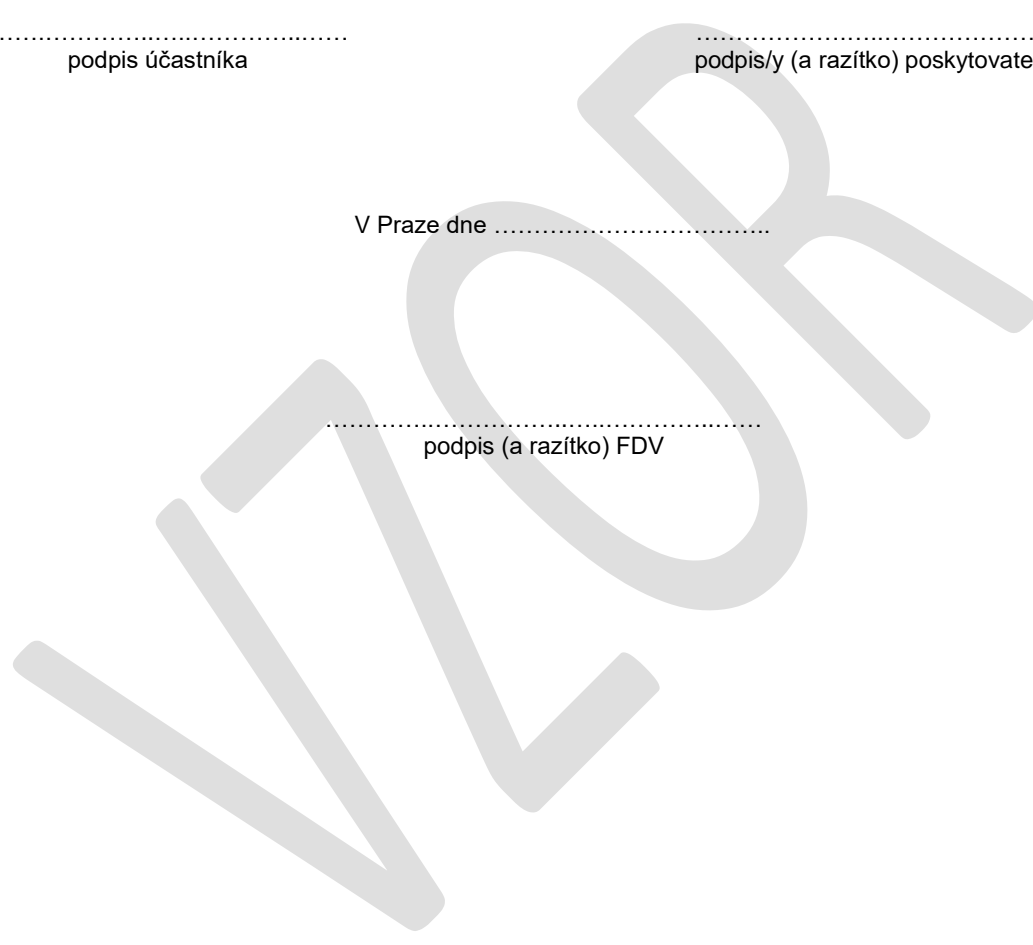 ………………..…..…………..……
……………….…..…………………
podpis účastníka
podpis/y (a razítko) poskytovate
V Praze dne ……………………………..
………….……………..…..…………..……
podpis (a razítko) FDV
VZOR